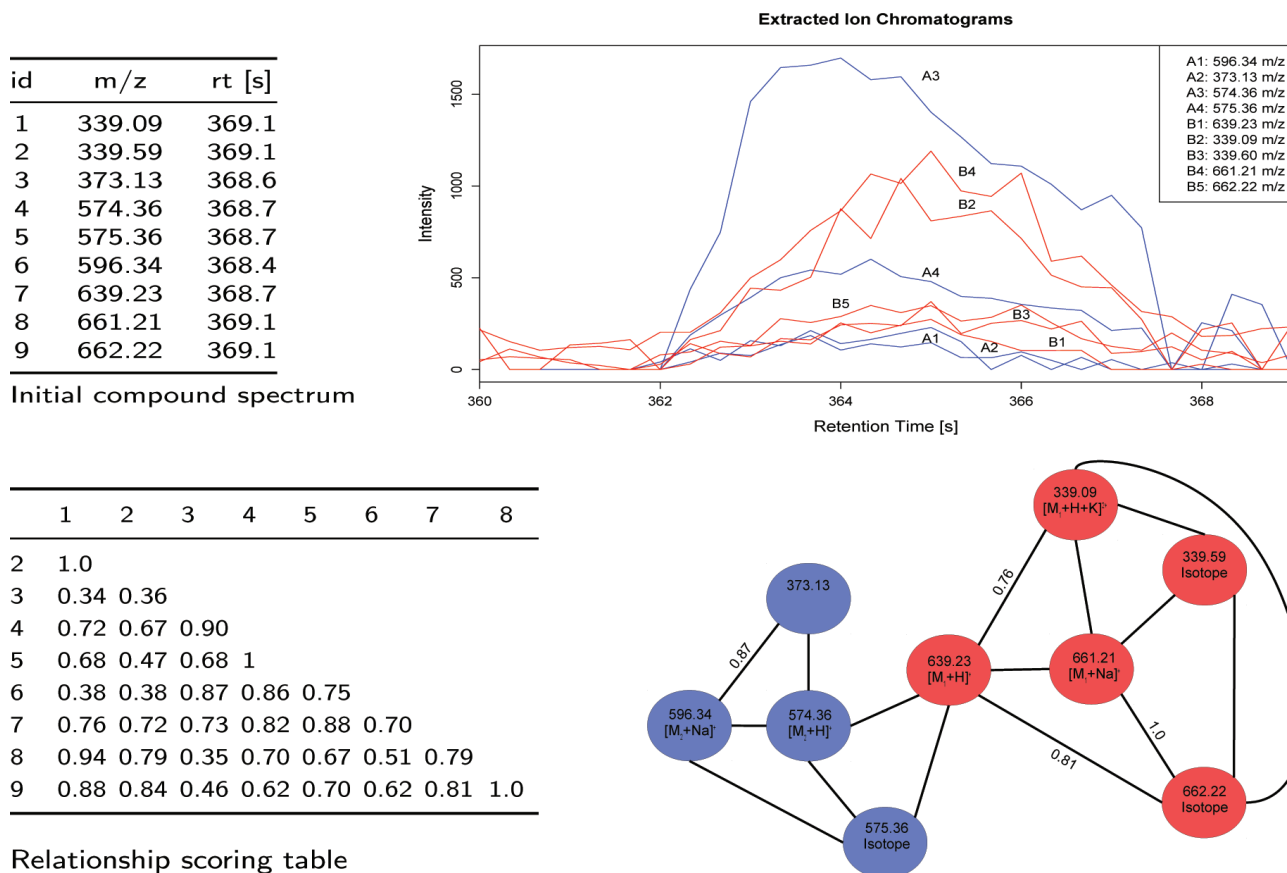 id m/z rt [s]
1 339.09 369.1
2 339.59 369.1
3 373.13 368.6
4 574.36 368.7
5 575.36 368.7
6 596.34 368.4
7 639.23 368.7
8 661.21 369.1
9 662.22 369.1
Initial compound spectrum
Extracted Ion Chromatograms
Intensity
1500
1000
500
0
A3
B4
B2
A4
B5
B3
A1
A2
B1
A1: 596.34 m/z
A2: 373.13 m/z
A3: 574.36 m/z
A4: 575.36 m/z
B1: 639.23 m/z
B2: 339.09 m/z
B3: 339.60 m/z
B4: 661.21 m/z
B5: 662.22 m/z
360 362 364 366 368
Retention Time [s]
1 2 3 4 5 6 7 8
2 1.0
3 0.34 0.36
4 0.72 0.67 0.90
5 0.68 0.47 0.68 1
6 0.38 0.38 0.87 0.86 0.75
7 0.76 0.72 0.73 0.82 0.88 0.70
8 0.94 0.79 0.35 0.70 0.67 0.51 0.79
9 0.88 0.84 0.46 0.62 0.70 0.62 0.81 1.0
Relationship scoring table
339.09
[M₁+H+K]²⁺
339.59
Isotope
0.76
373.13
0.87
639.23
[M₁+H]⁺
661.21
[M₁+Na]⁺
596.34
[M₂+Na]⁺
574.36
[M₂+H]⁺
1.0
0.81
662.22
Isotope
575.36
Isotope